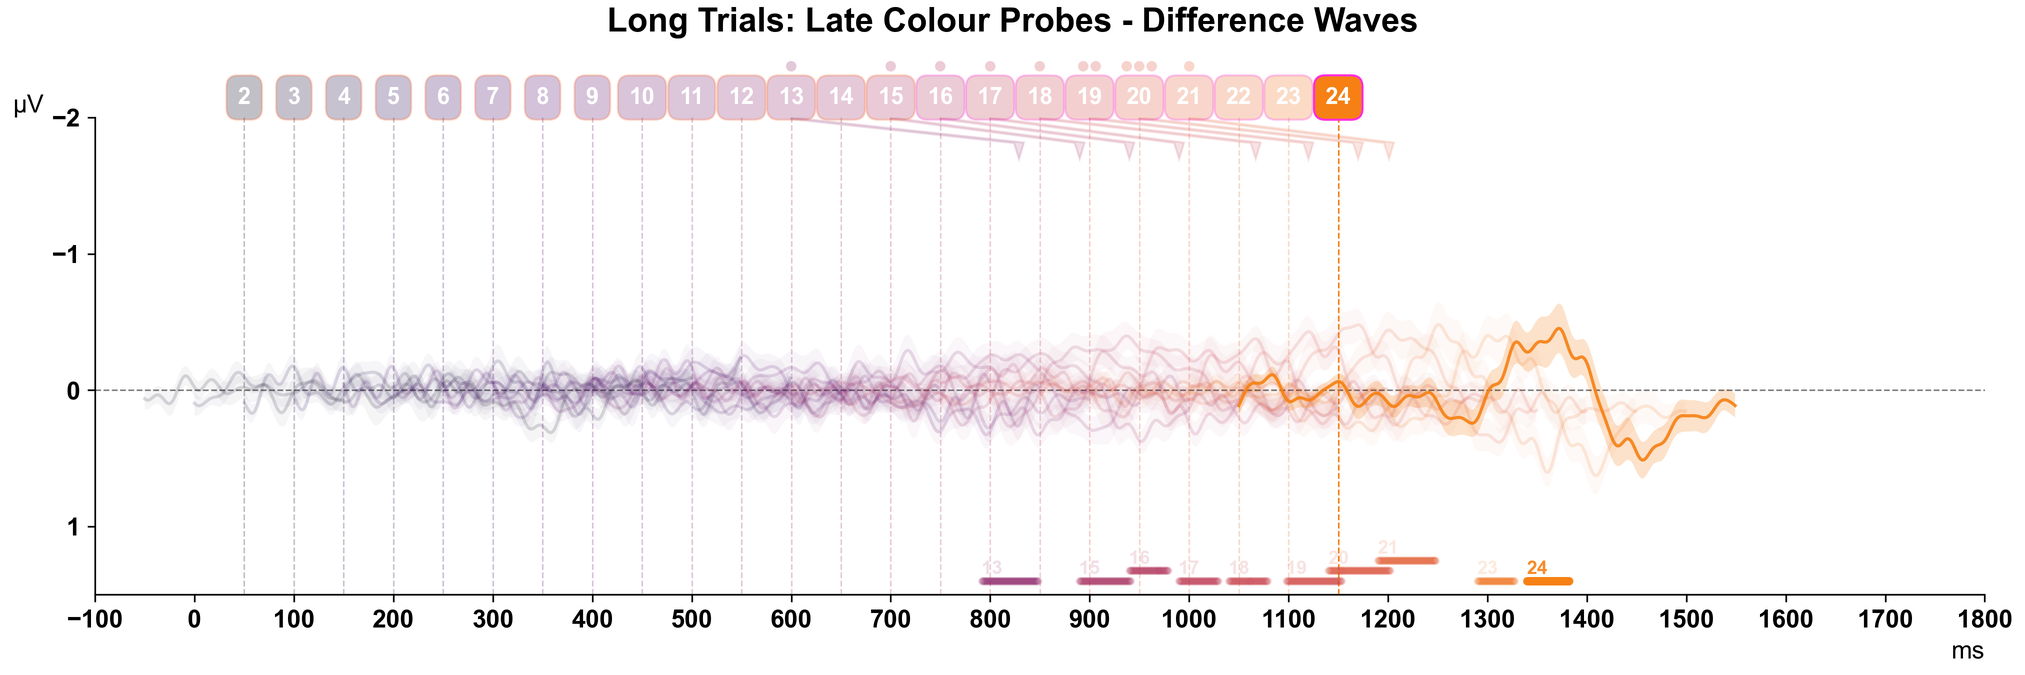 Long Trials: Late Colour Probes - Difference Waves
2 3 4 5 6 7 8 9 10 11 12 13 14 15 16 17 18 19 20 21 22 23 24
µV
−2
−1
0
1
21
16 20
13 15 17 18 19 23 24
−100 0 100 200 300 400 500 600 700 800 900 1000 1100 1200 1300 1400 1500 1600 1700 1800
ms